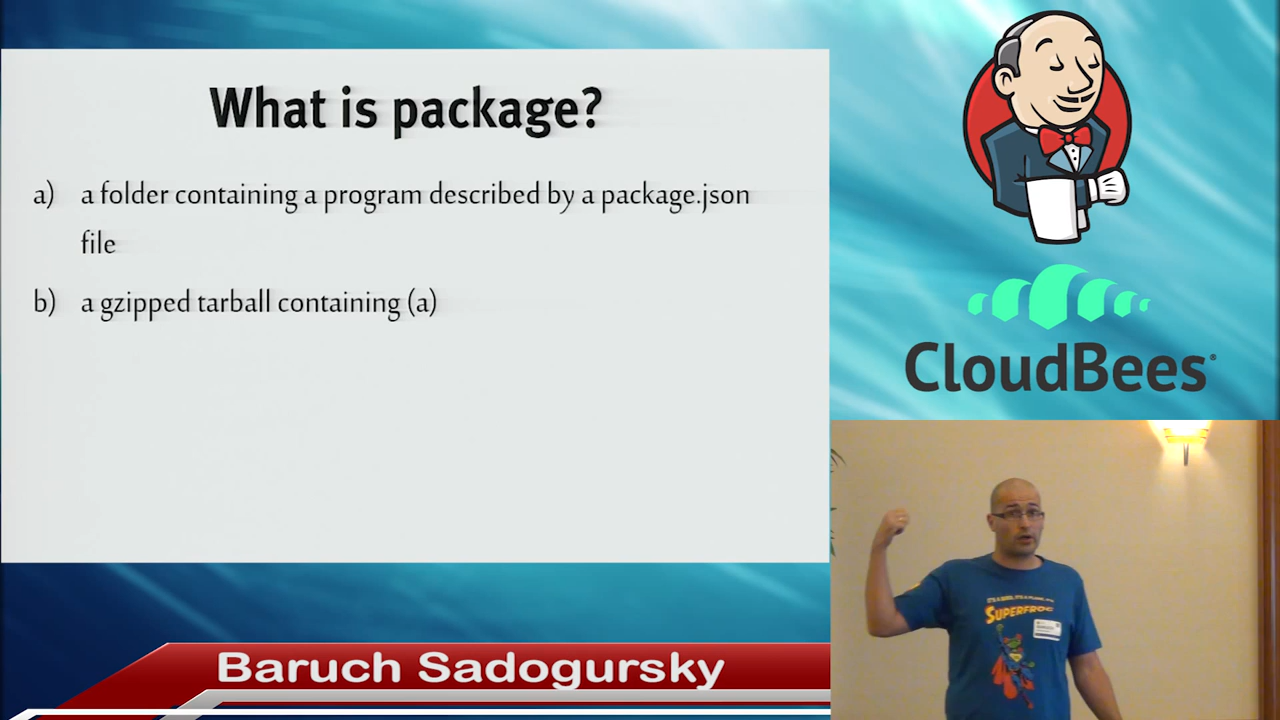 What is package?
a) a folder containing a program described by a package.json
file
b) a gzipped tarball containing (a)
CloudBees®
SUPERFROG
Baruch Sadogursky